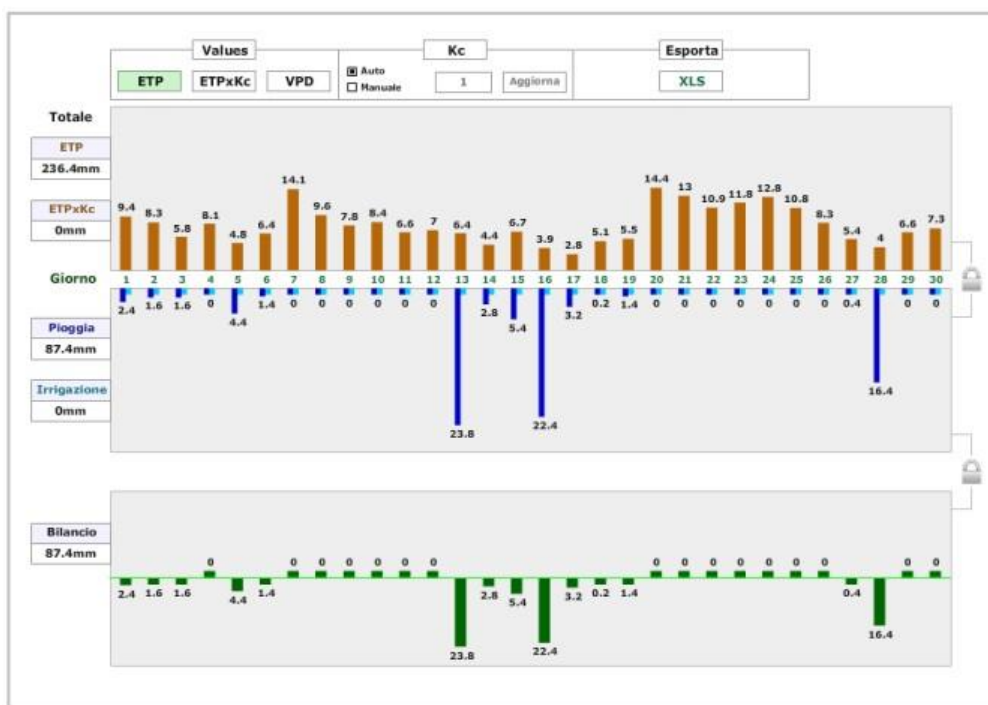 Values Kc Esporta
ETP ETPxKc VPD Auto Manuale 1 Aggiorna XLS
Totale
ETP
236.4mm
ETPxKc
0mm
9.4 8.3 5.8 8.1 4.8 6.4 14.1 9.6 7.8 8.4 6.6 7 6.4 4.4 6.7 3.9 2.8 5.1 5.5 14.4 13 10.9 11.8 12.8 10.8 8.3 5.4 4 6.6 7.3
Giorno 1 2 3 4 5 6 7 8 9 10 11 12 13 14 15 16 17 18 19 20 21 22 23 24 25 26 27 28 29 30
2.4 1.6 1.6 0 4.4 1.4 0 0 0 0 0 0 23.8 2.8 5.4 22.4 3.2 0.2 1.4 0 0 0 0 0 0 0 0.4 16.4 0 0
Pioggia
87.4mm
Irrigazione
0mm
Bilancio
87.4mm
2.4 1.6 1.6 0 4.4 1.4 0 0 0 0 0 0 23.8 2.8 5.4 22.4 3.2 0.2 1.4 0 0 0 0 0 0 0 0.4 16.4 0 0